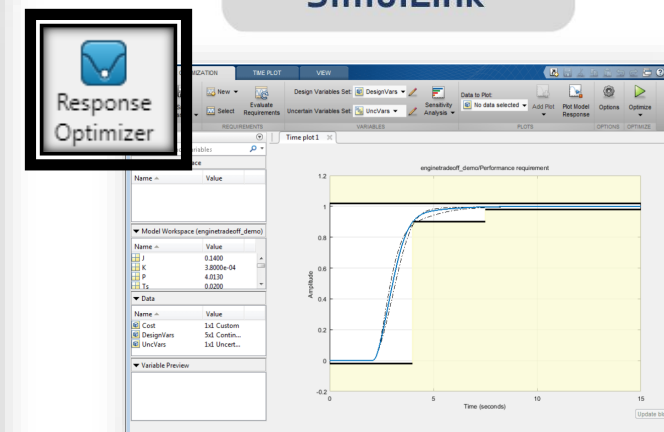 SimulLink
Response
Optimizer
TIME PLOT
VIEW
New
Select
Evaluate
Requirements
Design Variables Set: DesignVars
Uncertain Variables Set: UncVars
Sensitivity
Analysis
Data to Plot:
No data selected
Add Plot
Plot Model
Response
Options
Optimize
VARIABLES
PLOTS
OPTIONS
OPTIMIZE
Time plot 1
Name
Value
Model Workspace (enginetradeoff_demo)
Name
Value
J
0.1400
K
3.8000e-04
P
4.0130
Ts
0.0200
Data
Name
Value
Cost
1x1 Custom
DesignVars
5x1 Contin...
UncVars
1x1 Uncert...
Variable Preview
enginetradeoff_demo/Performance requirement
Amplitude
1.2
1
0.8
0.6
0.4
0.2
0
-0.2
0
5
10
15
Time (seconds)